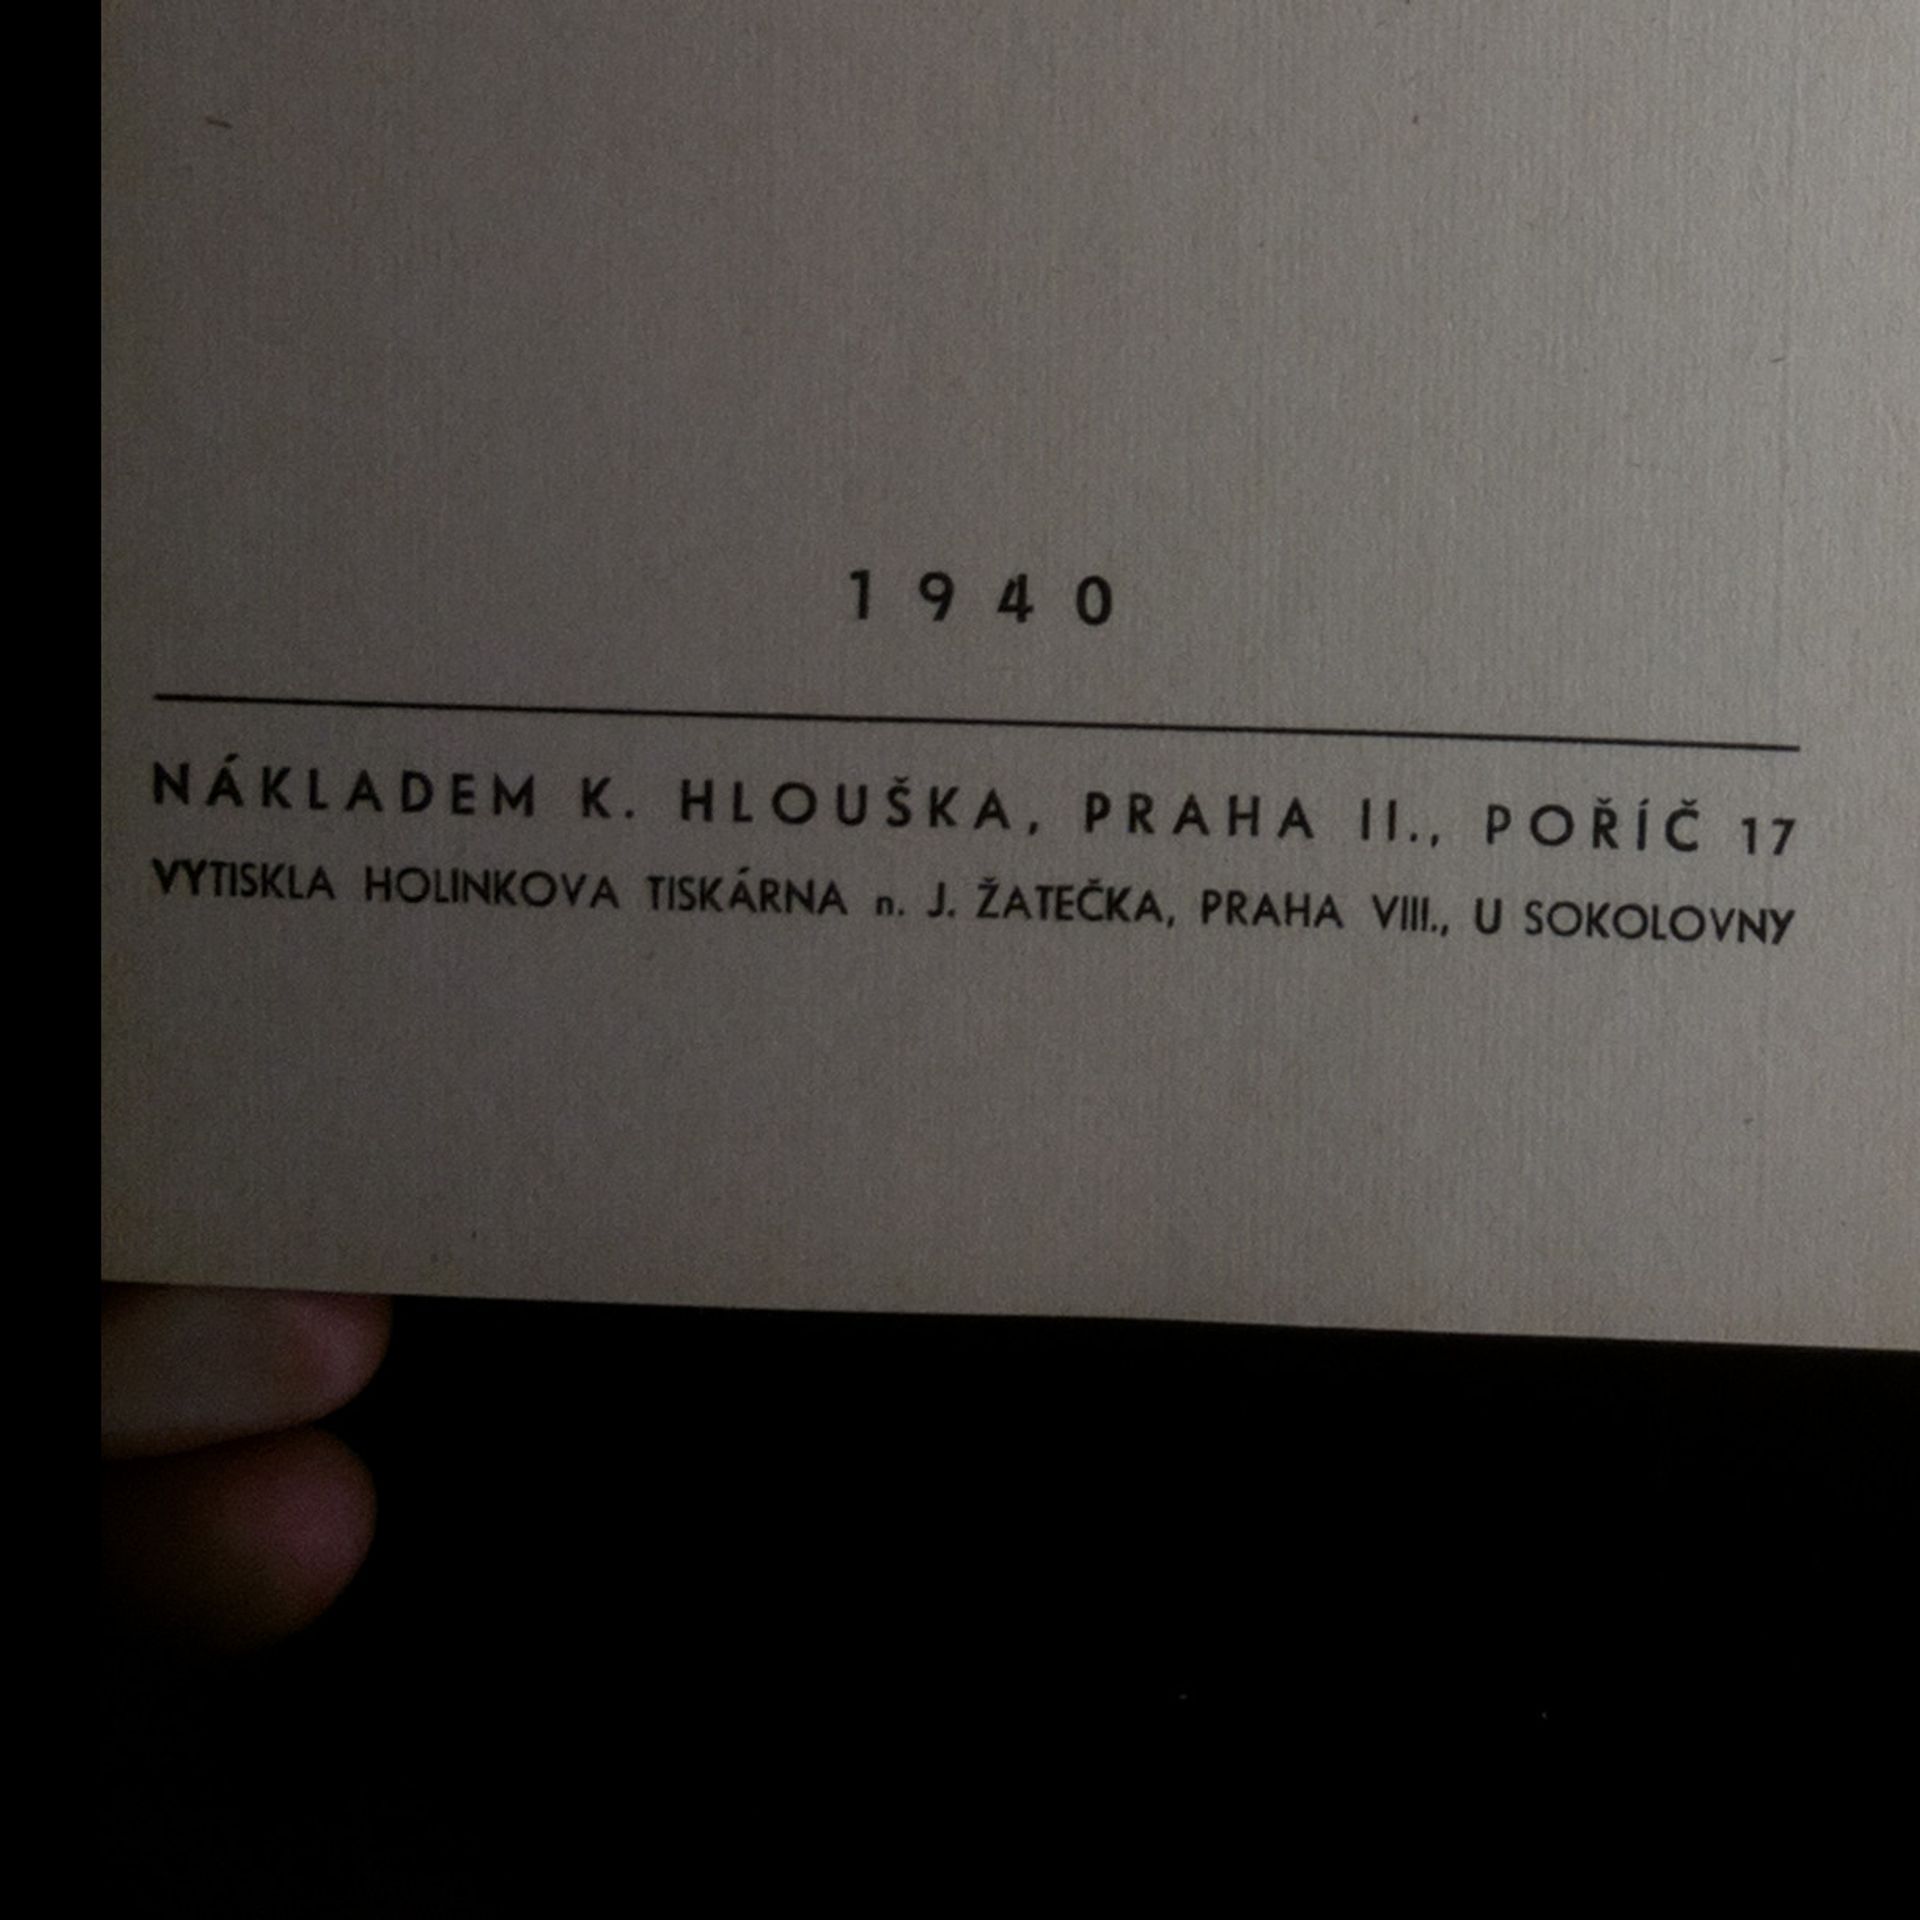 1940
NÁKLADEM K. HLOUŠKA, PRAHA II., POŘÍČ 17
VYTISKLA HOLINKOVA TISKÁRNA n. J. ŽATEČKA, PRAHA VIII., U SOKOLOVNY